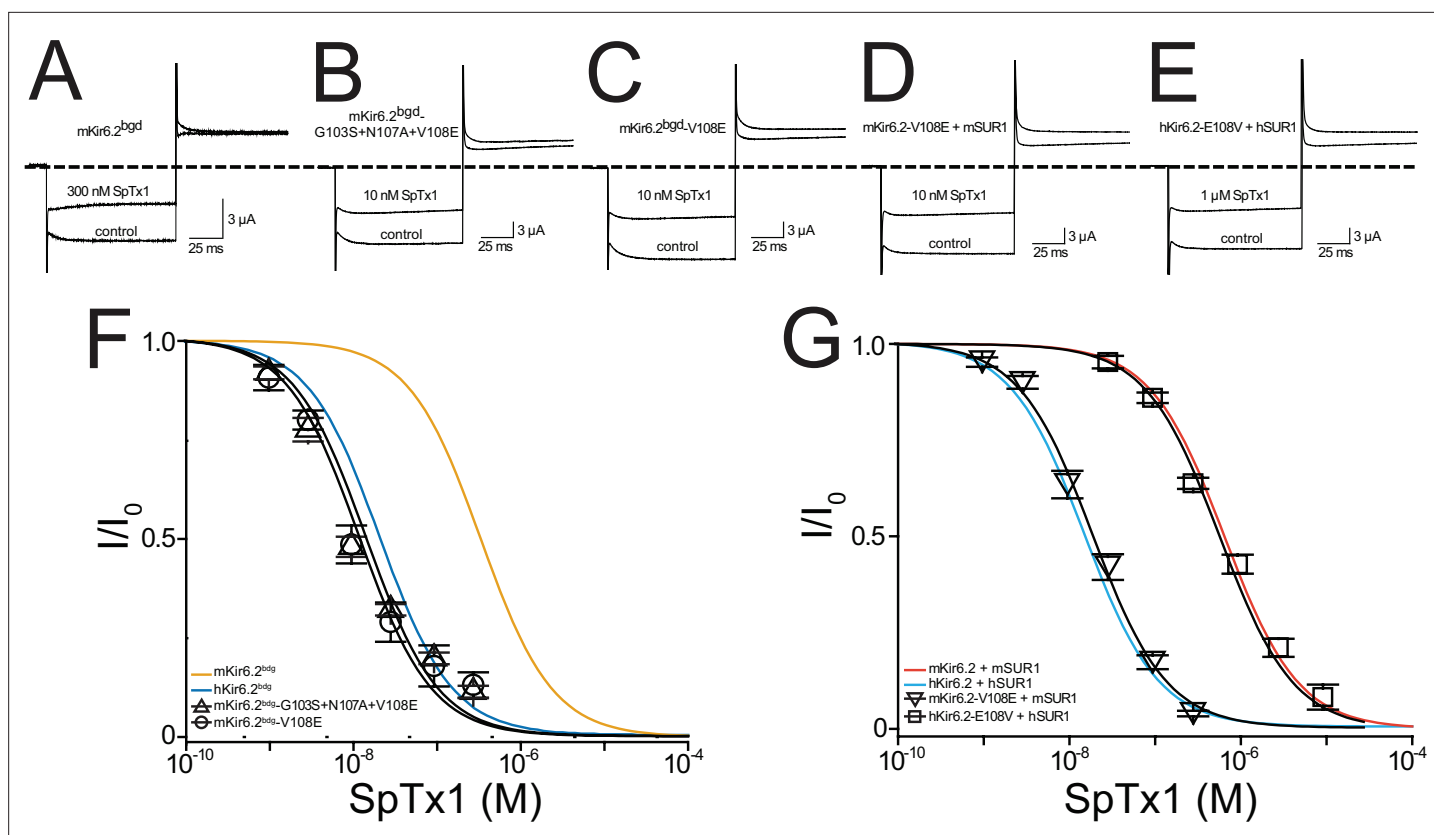 A
mKir6.2bgd
300 nM SpTx1
control
3 µA
25 ms
B
mKir6.2bgd-
G103S+N107A+V108E
10 nM SpTx1
control
3 µA
25 ms
C
mKir6.2bgd-V108E
10 nM SpTx1
control
3 µA
25 ms
D
mKir6.2-V108E + mSUR1
10 nM SpTx1
control
3 µA
25 ms
E
hKir6.2-E108V + hSUR1
1 µM SpTx1
control
3 µA
25 ms
F
1.0
0.5
0
I/I0
mKir6.2bdg
hKir6.2bdg
mKir6.2bdg-G103S+N107A+V108E
mKir6.2bdg-V108E
10-10
10-8
10-6
10-4
SpTx1 (M)
G
1.0
0.5
0
I/I0
mKir6.2 + mSUR1
hKir6.2 + hSUR1
mKir6.2-V108E + mSUR1
hKir6.2-E108V + hSUR1
10-10
10-8
10-6
10-4
SpTx1 (M)